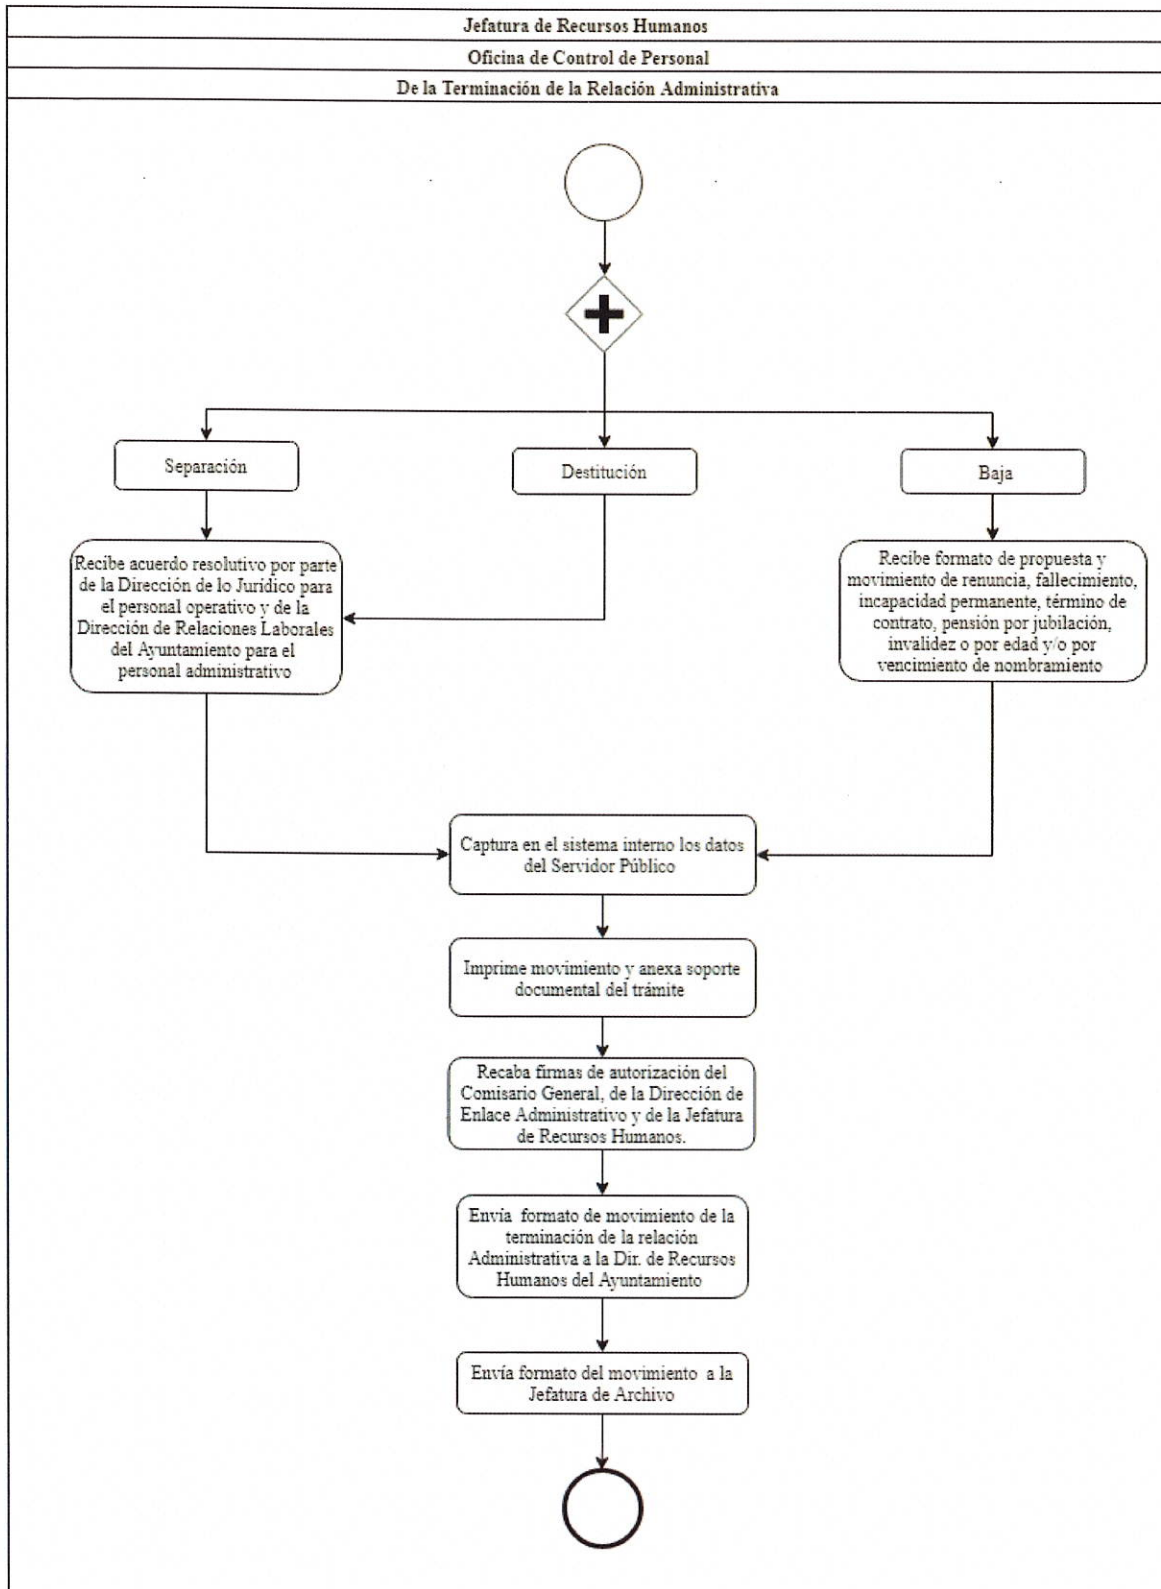 Jefatura de Recursos Humanos
Oficina de Control de Personal
De la Terminación de la Relación Administrativa
Separación
Destitución
Baja
Recibe acuerdo resolutivo por parte
de la Dirección de lo Jurídico para
el personal operativo y de la
Dirección de Relaciones Laborales
del Ayuntamiento para el
personal administrativo
Recibe formato de propuesta y
movimiento de renuncia, fallecimiento,
incapacidad permanente, término de
contrato, pensión por jubilación,
invalidez o por edad y/o por
vencimiento de nombramiento
Captura en el sistema interno los datos
del Servidor Público
Imprime movimiento y anexa soporte
documental del trámite
Recaba firmas de autorización del
Comisario General, de la Dirección de
Enlace Administrativo y de la Jefatura
de Recursos Humanos.
Envía formato de movimiento de la
terminación de la relación
Administrativa a la Dir. de Recursos
Humanos del Ayuntamiento
Envía formato del movimiento a la
Jefatura de Archivo